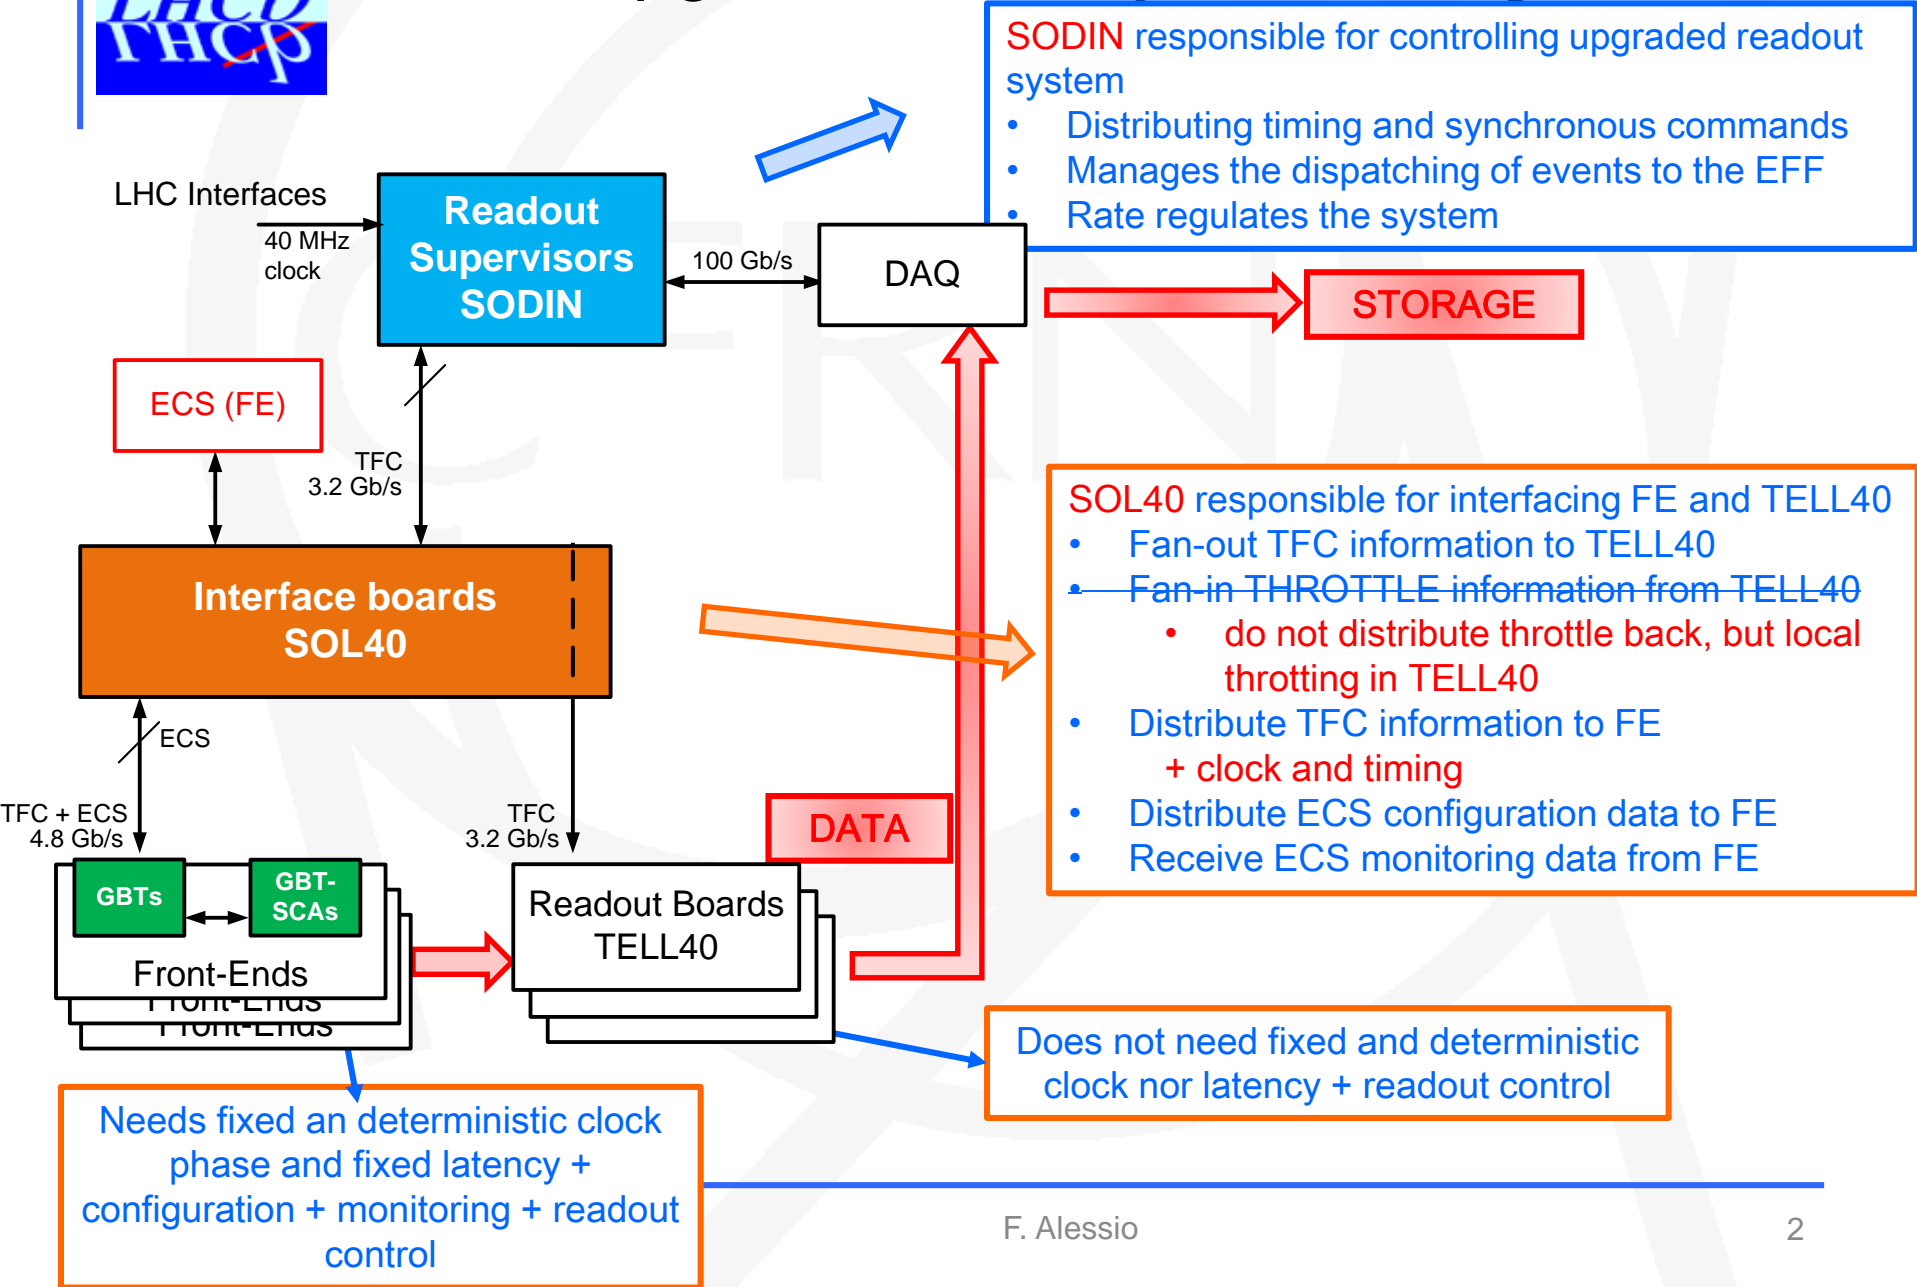 LHCb
ГНСр
SODIN responsible for controlling upgraded readout
system
• Distributing timing and synchronous commands
• Manages the dispatching of events to the EFF
• Rate regulates the system
LHC Interfaces
40 MHz
clock
Readout
Supervisors
SODIN
100 Gb/s
DAQ
STORAGE
ECS (FE)
TFC
3.2 Gb/s
Interface boards
SOL40
SOL40 responsible for interfacing FE and TELL40
• Fan-out TFC information to TELL40
• Fan-in THROTTLE information from TELL40
• do not distribute throttle back, but local
throtting in TELL40
• Distribute TFC information to FE
+ clock and timing
• Distribute ECS configuration data to FE
• Receive ECS monitoring data from FE
ECS
TFC + ECS
4.8 Gb/s
TFC
3.2 Gb/s
DATA
GBTs
GBT-
SCAs
Front-Ends
Front-Ends
Front-Ends
Readout Boards
TELL40
Does not need fixed and deterministic
clock nor latency + readout control
Needs fixed an deterministic clock
phase and fixed latency +
configuration + monitoring + readout
control
F. Alessio
2
CERN